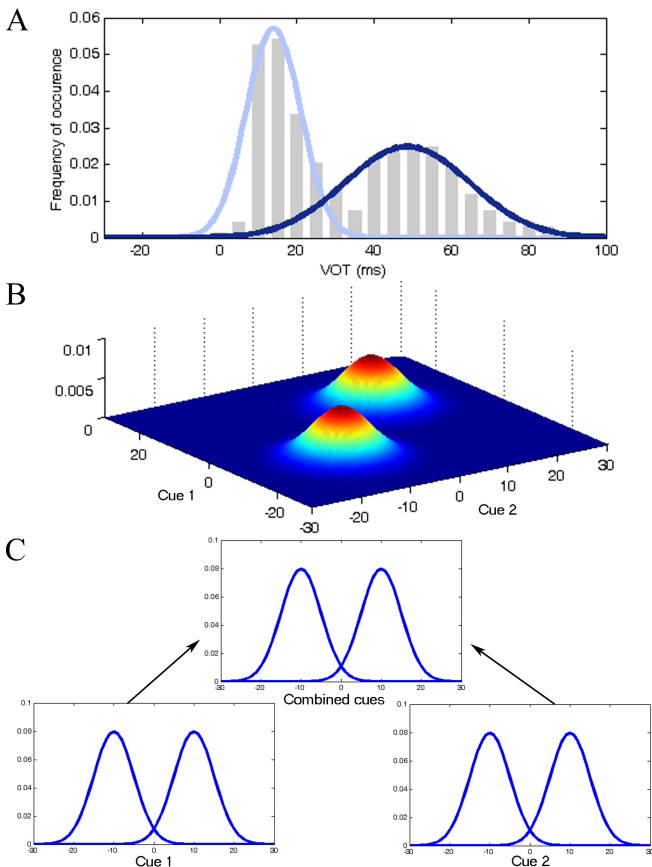 A
0.06
0.05
0.04
0.03
0.02
0.01
0
Frequency of occurence
-20 0 20 40 60 80 100
VOT (ms)
B
0.01
0.005
0
20
0
-20
Cue 1
-30
-20
-10
0
10
20
30
Cue 2
C
0.1
0.08
0.06
0.04
0.02
0
-30 -20 -10 0 10 20 30
Combined cues
0.1
0.08
0.06
0.04
0.02
0
-30 -20 -10 0 10 20 30
Cue 1
0.1
0.08
0.06
0.04
0.02
0
-30 -20 -10 0 10 20 30
Cue 2